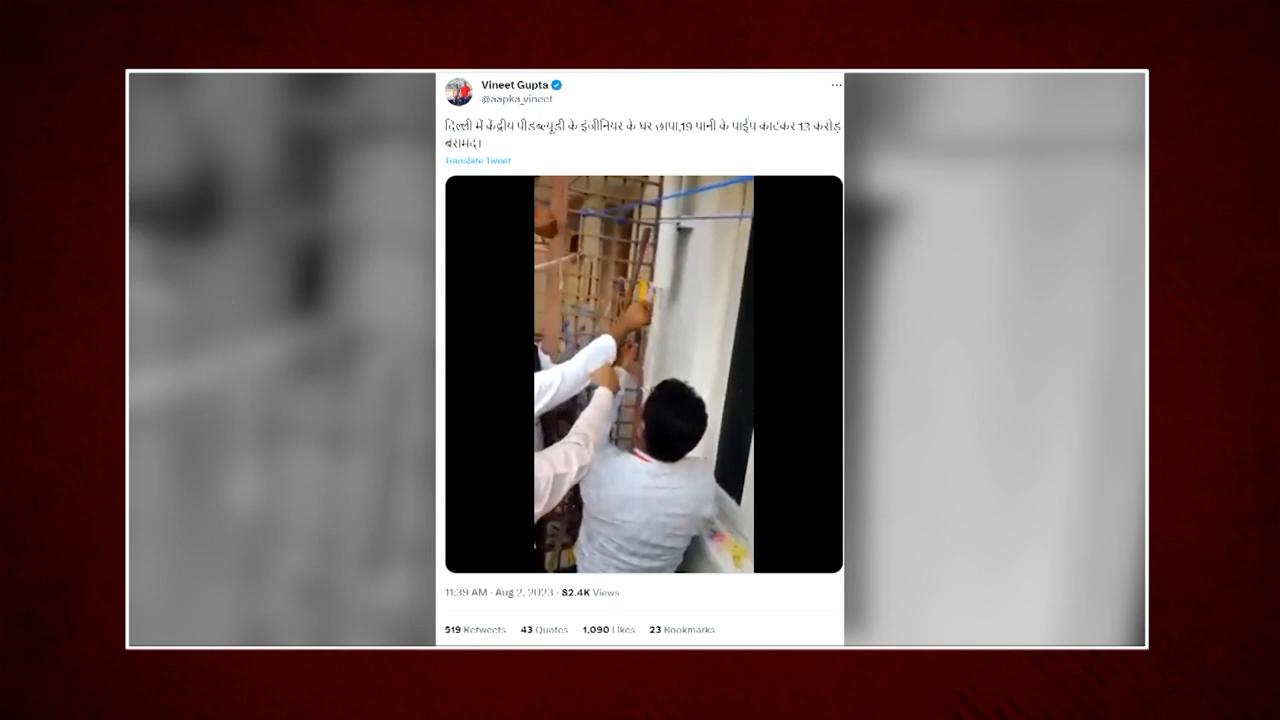 Vineet Gupta
@aapka_vineet
दिल्ली में केंद्रीय पीडब्ल्यूडी के इंजीनियर के घर छापा,19 पानी के पाईप काटकर 13 करोड़
बरामद।
Translate Tweet
11:39 AM · Aug 2, 2023 · 82.4K Views
519 Retweets 43 Quotes 1,090 Likes 23 Bookmarks